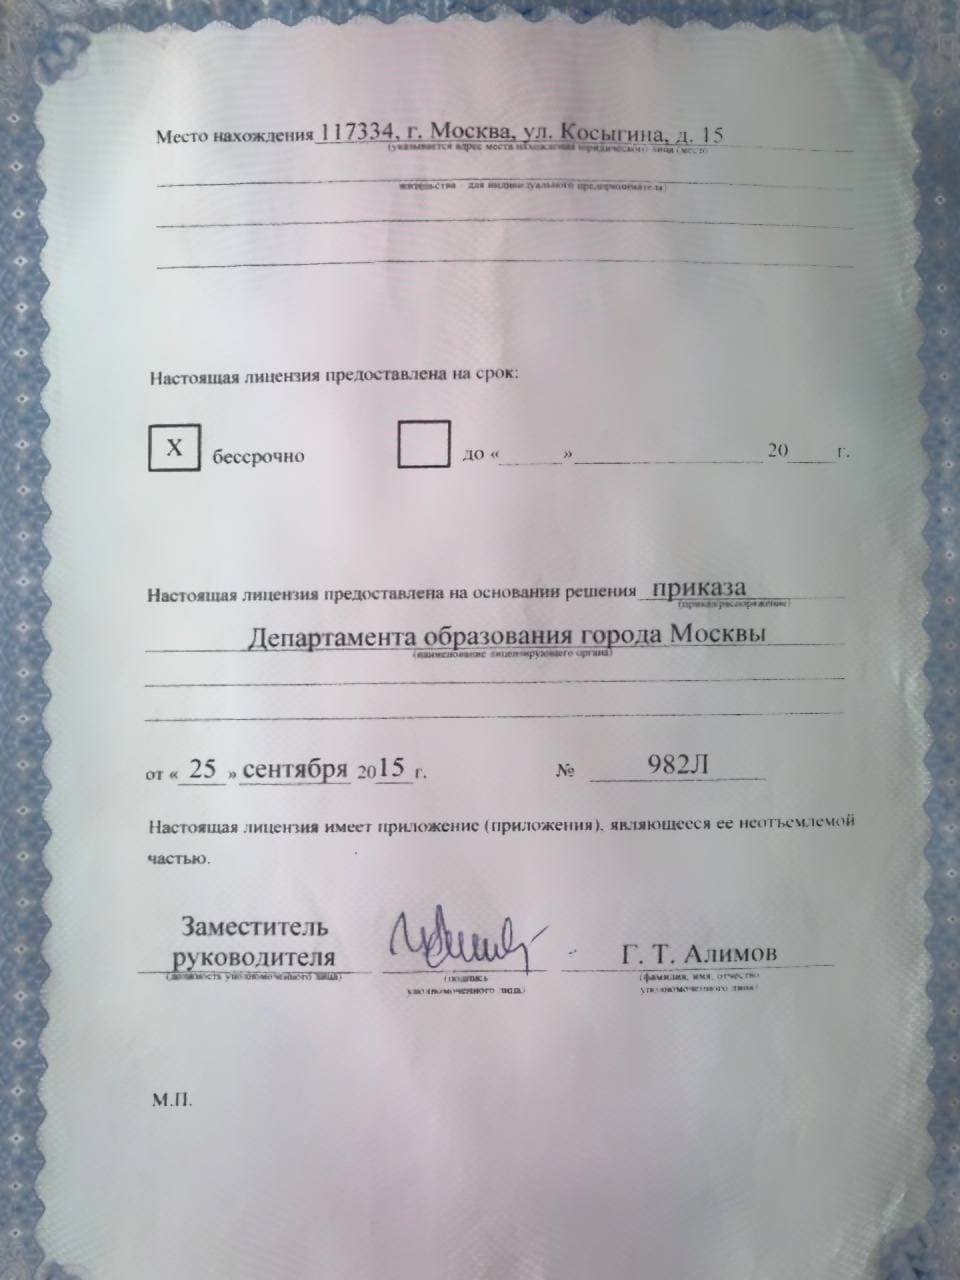 Место нахождения 117334, г. Москва, ул. Косыгина, д. 15
(указывается адрес места нахождения юридического лица (место
жительства - для индивидуального предпринимателя)
Настоящая лицензия предоставлена на срок:
X бессрочно до « » 20 г.
Настоящая лицензия предоставлена на основании решения приказа
(приказ/распоряжение)
Департамента образования города Москвы
(наименование лицензирующего органа)
от « 25 » сентября 2015 г. № 982Л
Настоящая лицензия имеет приложение (приложения), являющееся ее неотъемлемой
частью.
Заместитель
руководителя Г. Т. Алимов
(должность уполномоченного лица) (подпись (фамилия, имя, отчество
уполномоченного лица) уполномоченного лица)
М.П.